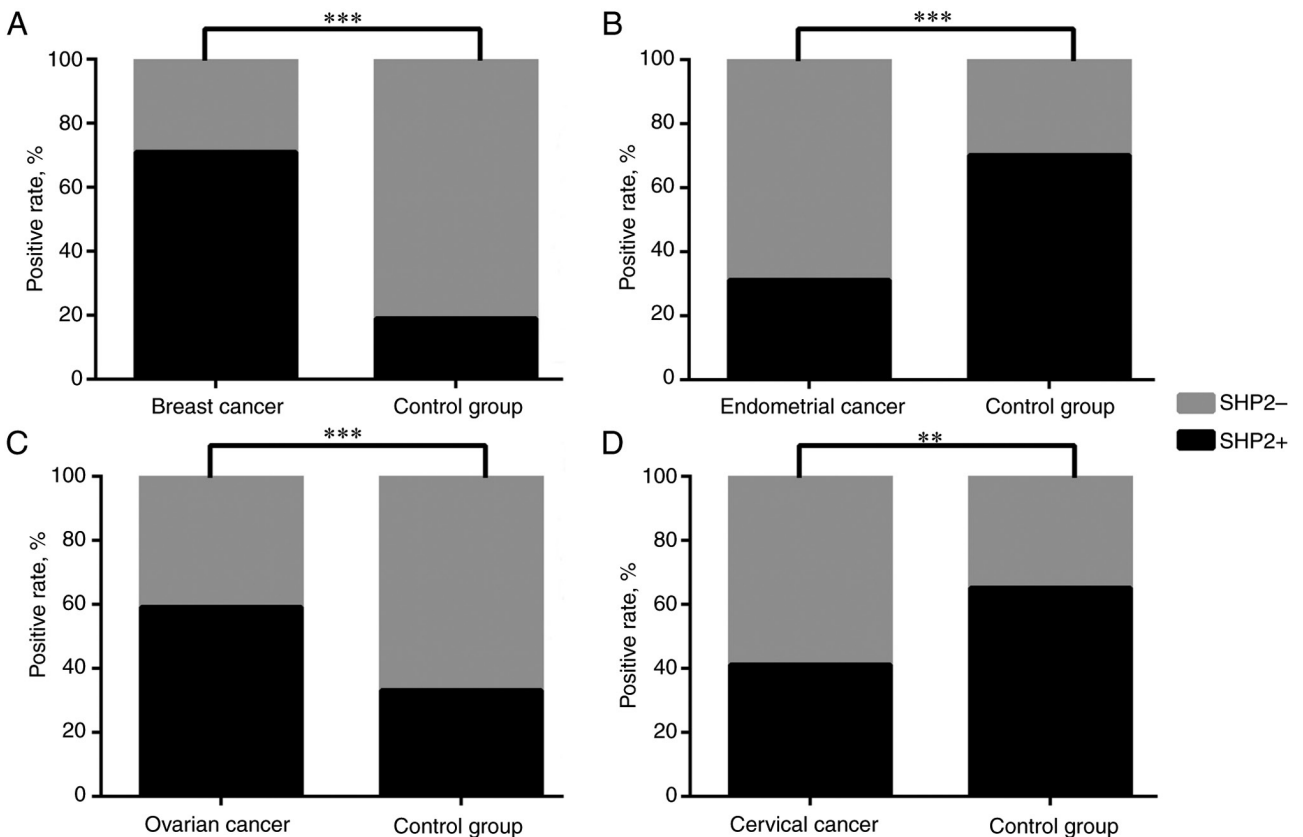 A
***
Positive rate, %
100
80
60
40
20
0
Breast cancer
Control group
B
***
Positive rate, %
100
80
60
40
20
0
Endometrial cancer
Control group
SHP2–
SHP2+
C
***
Positive rate, %
100
80
60
40
20
0
Ovarian cancer
Control group
D
**
Positive rate, %
100
80
60
40
20
0
Cervical cancer
Control group